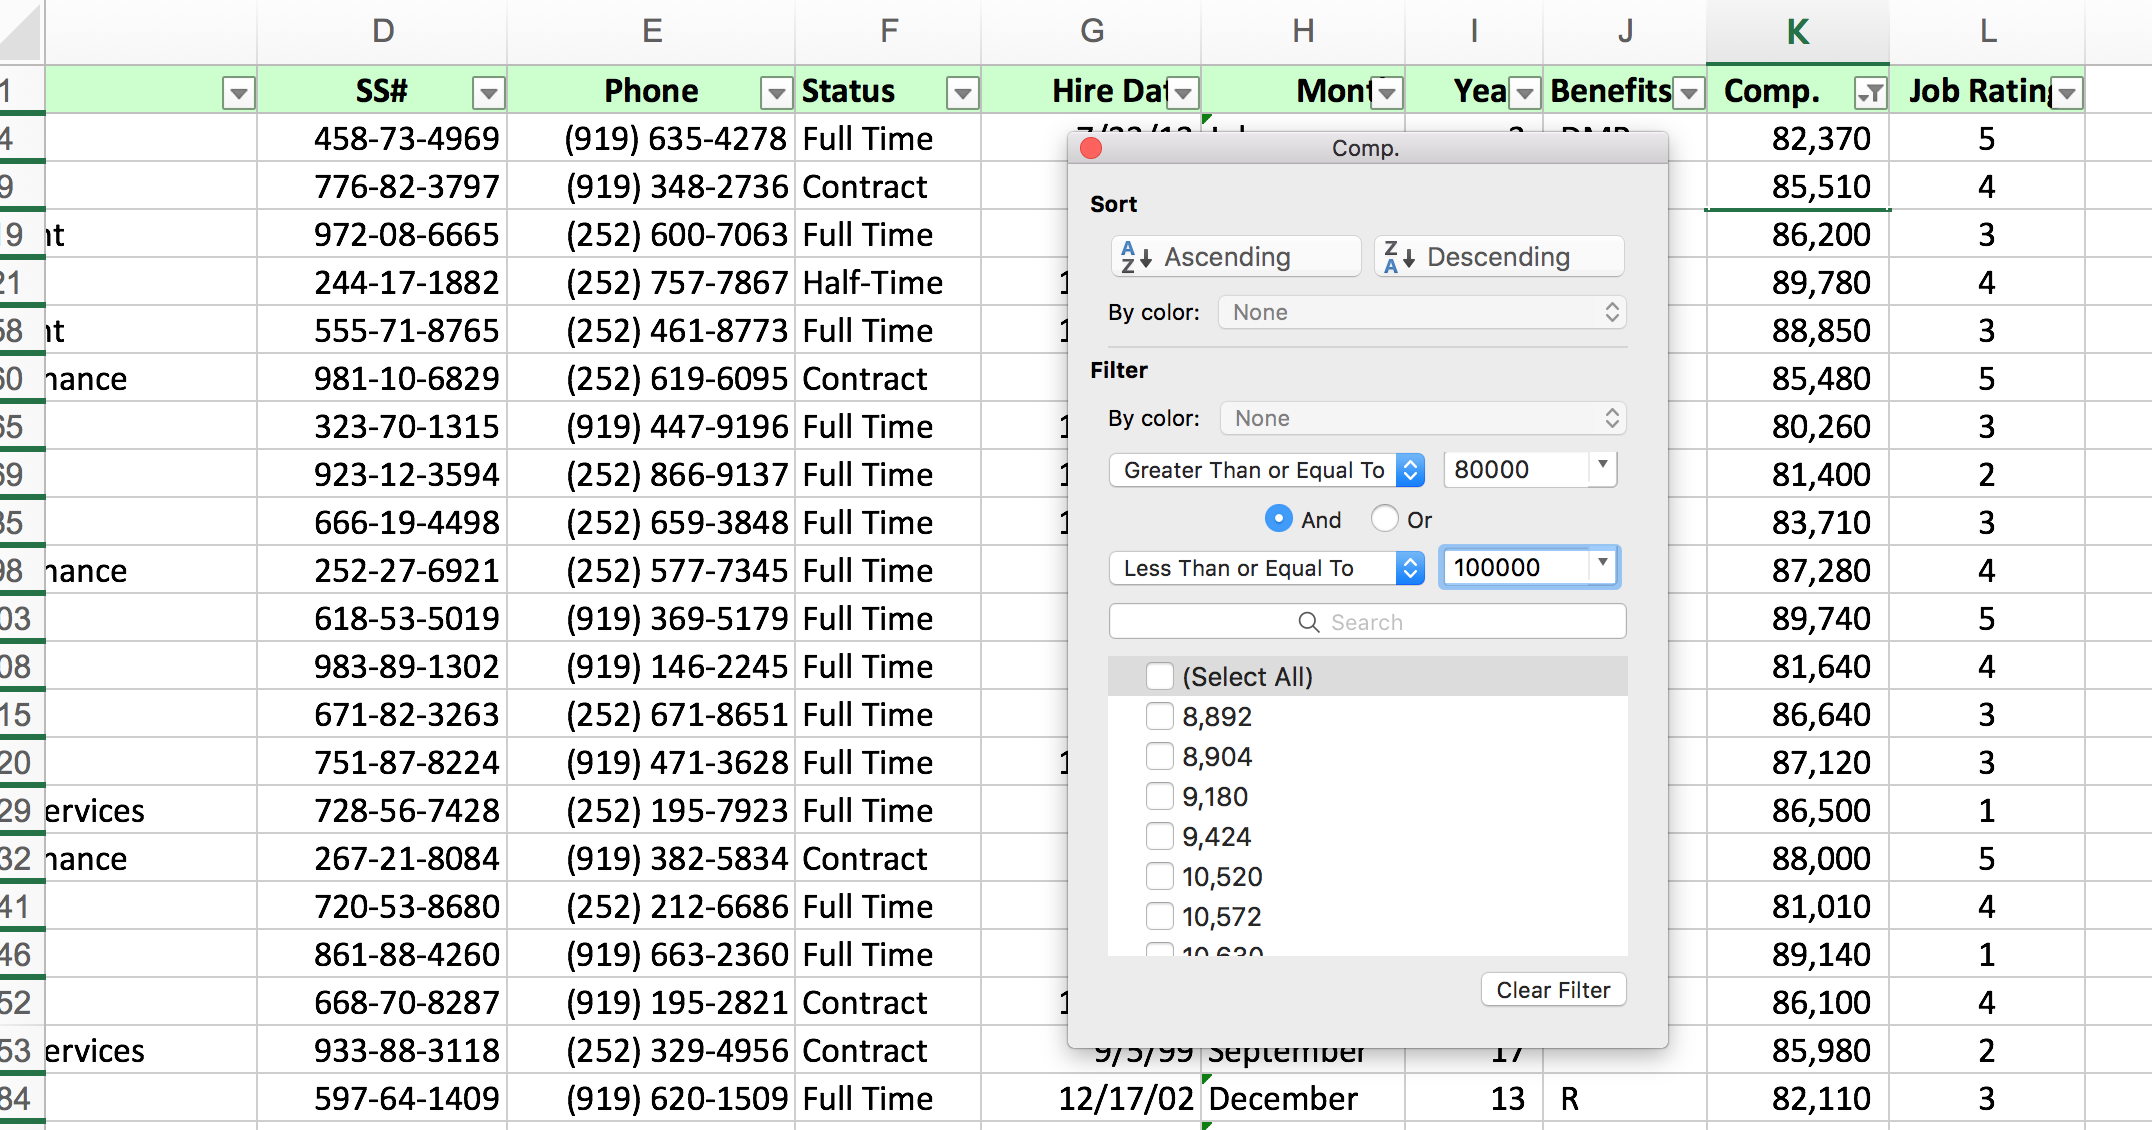 D E F G H I J K L
1 SS# Phone Status Hire Dat Mont Yea Benefits Comp. Job Rating
4 458-73-4969 (919) 635-4278 Full Time 82,370 5
9 776-82-3797 (919) 348-2736 Contract 85,510 4
19 nt 972-08-6665 (252) 600-7063 Full Time 86,200 3
21 244-17-1882 (252) 757-7867 Half-Time 1 89,780 4
58 nt 555-71-8765 (252) 461-8773 Full Time 1 88,850 3
60 nance 981-10-6829 (252) 619-6095 Contract 85,480 5
65 323-70-1315 (919) 447-9196 Full Time 1 80,260 3
69 923-12-3594 (252) 866-9137 Full Time 1 81,400 2
85 666-19-4498 (252) 659-3848 Full Time 1 83,710 3
98 nance 252-27-6921 (252) 577-7345 Full Time 87,280 4
03 618-53-5019 (919) 369-5179 Full Time 89,740 5
08 983-89-1302 (919) 146-2245 Full Time 81,640 4
15 671-82-3263 (252) 671-8651 Full Time 86,640 3
20 751-87-8224 (919) 471-3628 Full Time 1 87,120 3
29 ervices 728-56-7428 (252) 195-7923 Full Time 86,500 1
32 nance 267-21-8084 (919) 382-5834 Contract 88,000 5
41 720-53-8680 (252) 212-6686 Full Time 81,010 4
46 861-88-4260 (919) 663-2360 Full Time 89,140 1
52 668-70-8287 (919) 195-2821 Contract 1 86,100 4
53 ervices 933-88-3118 (252) 329-4956 Contract 9/5/99 September 17 85,980 2
84 597-64-1409 (919) 620-1509 Full Time 12/17/02 December 13 R 82,110 3
Comp.
Sort
Ascending Descending
By color: None
Filter
By color: None
Greater Than or Equal To 80000
And Or
Less Than or Equal To 100000
Search
(Select All)
8,892
8,904
9,180
9,424
10,520
10,572
10,630
Clear Filter